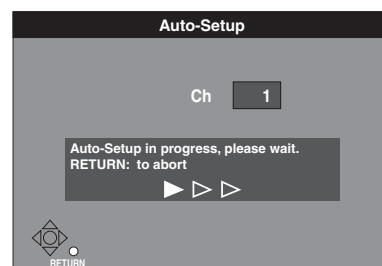 Auto-Setup
Ch 1
Auto-Setup in progress, please wait.
RETURN: to abort
RETURN